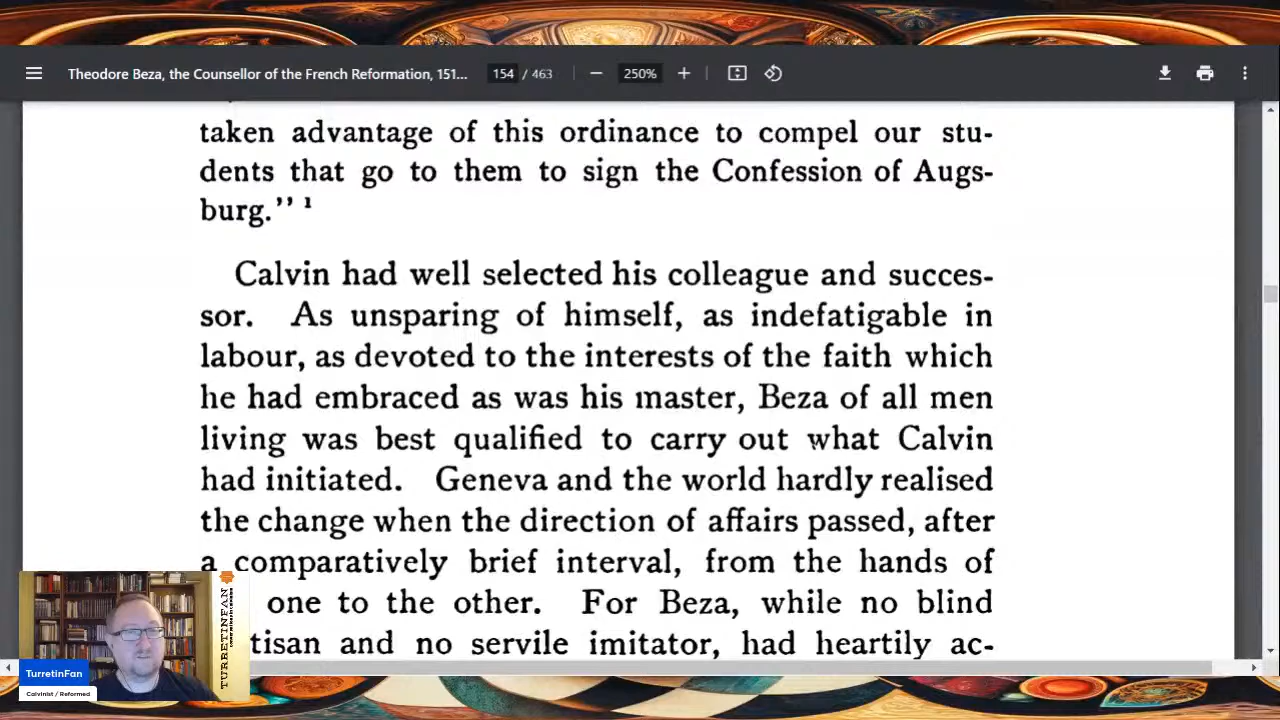 Theodore Beza, the Counsellor of the French Reformation, 151... 154 / 463 250%
taken advantage of this ordinance to compel our stu-
dents that go to them to sign the Confession of Augs-
burg.” ¹
Calvin had well selected his colleague and succes-
sor. As unsparing of himself, as indefatigable in
labour, as devoted to the interests of the faith which
he had embraced as was his master, Beza of all men
living was best qualified to carry out what Calvin
had initiated. Geneva and the world hardly realised
the change when the direction of affairs passed, after
a comparatively brief interval, from the hands of
one to the other. For Beza, while no blind
tisan and no servile imitator, had heartily ac-
TURRETINFAN
TurretinFan
Calvinist / Reformed